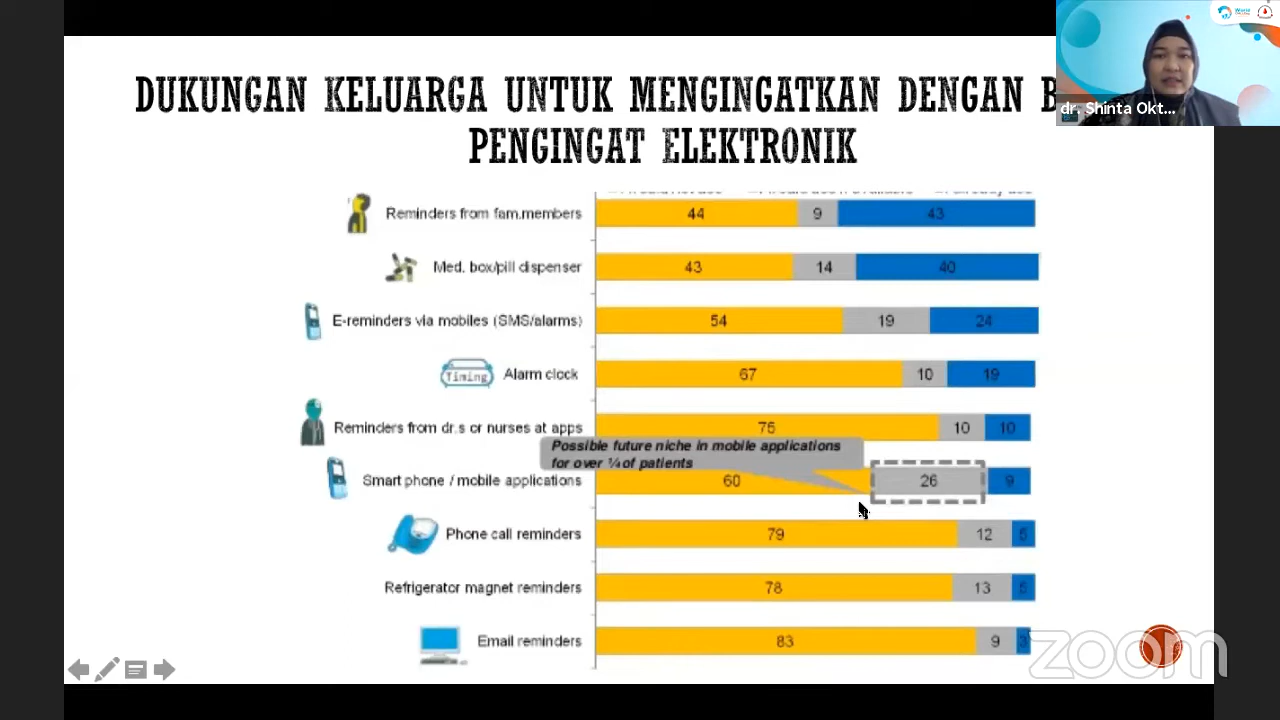 DUKUNGAN KELUARGA UNTUK MENGINGATKAN DENGAN
PENGINGAT ELEKTRONIK
World
dr. Shinta Okt...
Reminders from fam.members 44 9 43
Med. box/pill dispenser 43 14 40
E-reminders via mobiles (SMS/alarms) 54 19 24
Timing Alarm clock 67 10 19
Reminders from dr.s or nurses at apps 75 10 10
Possible future niche in mobile applications
for over ¼ of patients
Smart phone / mobile applications 60 26 9
Phone call reminders 79 12 5
Refrigerator magnet reminders 78 13 5
Email reminders 83 9 3
zoom